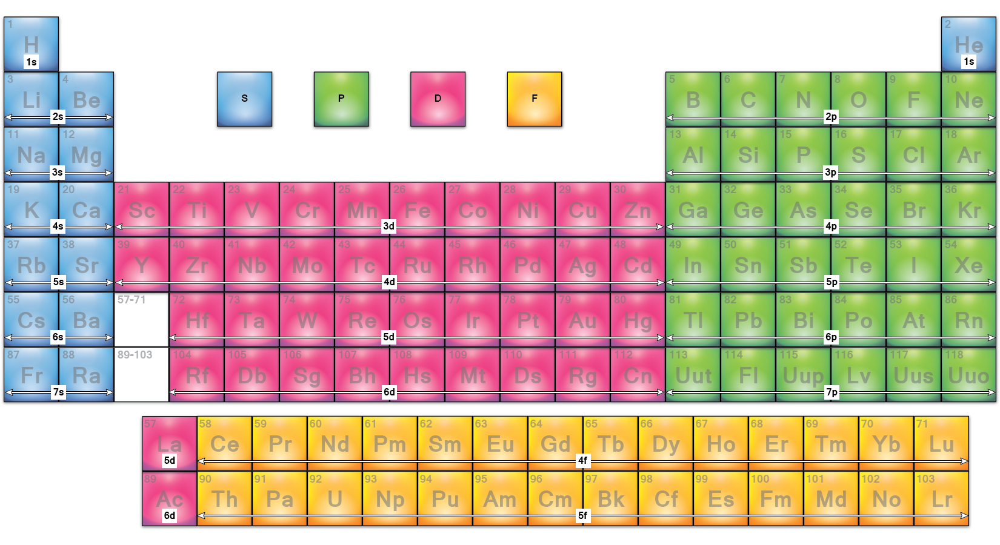 1 2
H He
1s 1s
3 4 5 6 7 8 9 10
Li Be S P D F B C N O F Ne
2s 2p
11 12 13 14 15 16 17 18
Na Mg Al Si P S Cl Ar
3s 3p
19 20 21 22 23 24 25 26 27 28 29 30 31 32 33 34 35 36
K Ca Sc Ti V Cr Mn Fe Co Ni Cu Zn Ga Ge As Se Br Kr
4s 3d 4p
37 38 39 40 41 42 43 44 45 46 47 48 49 50 51 52 53 54
Rb Sr Y Zr Nb Mo Tc Ru Rh Pd Ag Cd In Sn Sb Te I Xe
5s 4d 5p
55 56 57-71 72 73 74 75 76 77 78 79 80 81 82 83 84 85 86
Cs Ba Hf Ta W Re Os Ir Pt Au Hg Tl Pb Bi Po At Rn
6s 5d 6p
87 88 89-103 104 105 106 107 108 109 110 111 112 113 114 115 116 117 118
Fr Ra Rf Db Sg Bh Hs Mt Ds Rg Cn Uut Fl Uup Lv Uus Uuo
7s 6d 7p
57 58 59 60 61 62 63 64 65 66 67 68 69 70 71
La Ce Pr Nd Pm Sm Eu Gd Tb Dy Ho Er Tm Yb Lu
5d 4f
89 90 91 92 93 94 95 96 97 98 99 100 101 102 103
Ac Th Pa U Np Pu Am Cm Bk Cf Es Fm Md No Lr
6d 5f